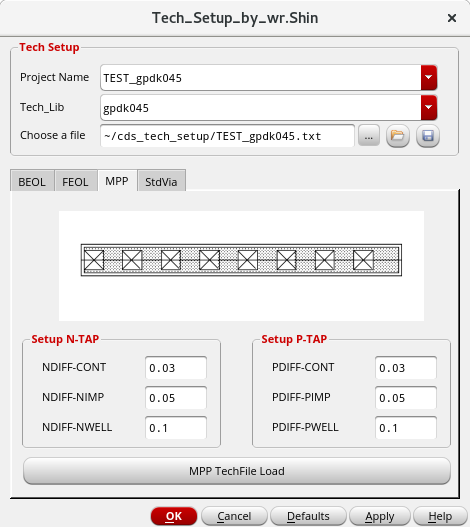 Tech_Setup_by_wr.Shin
Tech Setup
Project Name TEST_gpdk045
Tech_Lib gpdk045
Choose a file ~/cds_tech_setup/TEST_gpdk045.txt ...
BEOL FEOL MPP StdVia
Setup N-TAP Setup P-TAP
NDIFF-CONT 0.03 PDIFF-CONT 0.03
NDIFF-NIMP 0.05 PDIFF-PIMP 0.05
NDIFF-NWELL 0.1 PDIFF-PWELL 0.1
MPP TechFile Load
OK Cancel Defaults Apply Help